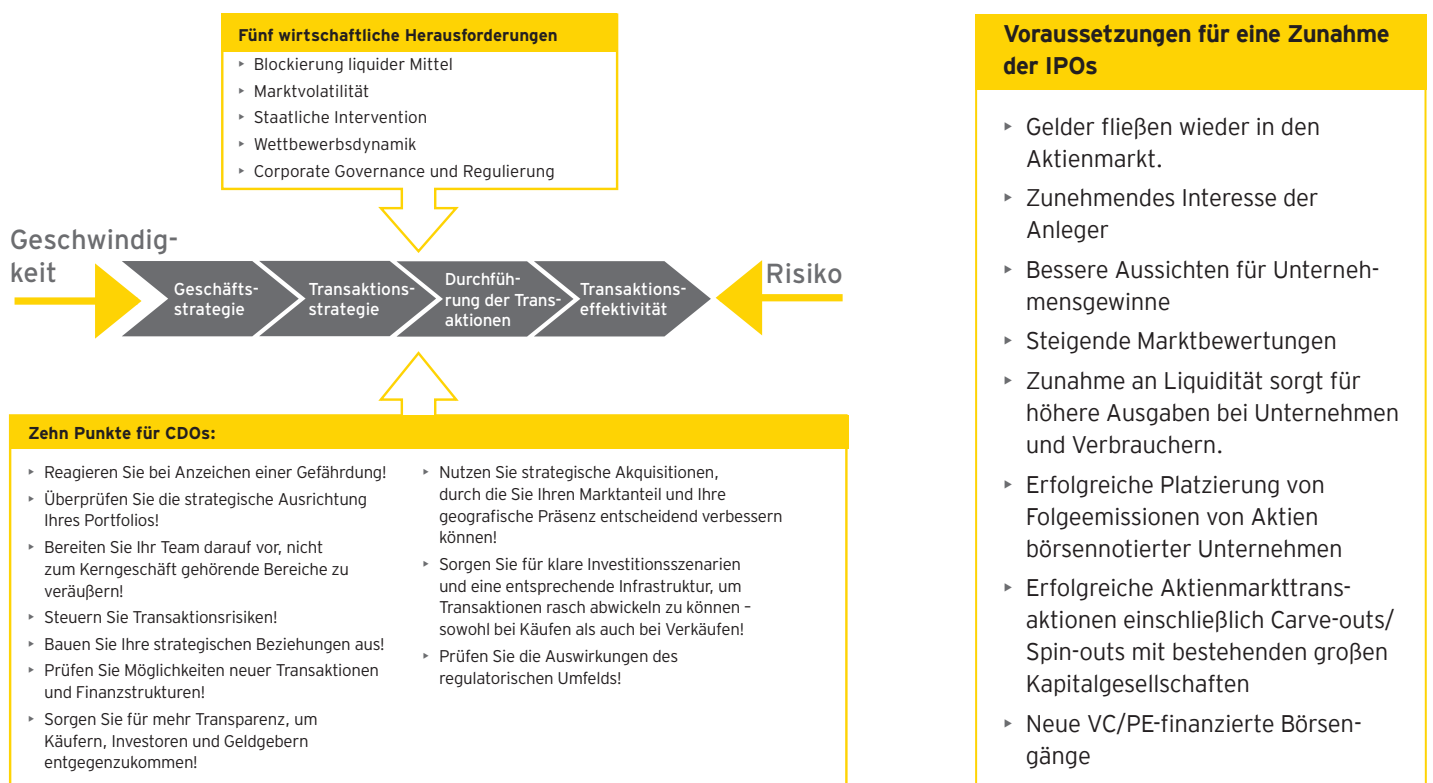 Fünf wirtschaftliche Herausforderungen
▸ Blockierung liquider Mittel
▸ Marktvolatilität
▸ Staatliche Intervention
▸ Wettbewerbsdynamik
▸ Corporate Governance und Regulierung
Geschwindig-
keit
Geschäfts-
strategie
Transaktions-
strategie
Durchfüh-
rung der Trans-
aktionen
Transaktions-
effektivität
Risiko
Zehn Punkte für CDOs:
▸ Reagieren Sie bei Anzeichen einer Gefährdung!
▸ Überprüfen Sie die strategische Ausrichtung
Ihres Portfolios!
▸ Bereiten Sie Ihr Team darauf vor, nicht
zum Kerngeschäft gehörende Bereiche zu
veräußern!
▸ Steuern Sie Transaktionsrisiken!
▸ Bauen Sie Ihre strategischen Beziehungen aus!
▸ Prüfen Sie Möglichkeiten neuer Transaktionen
und Finanzstrukturen!
▸ Sorgen Sie für mehr Transparenz, um
Käufern, Investoren und Geldgebern
entgegenzukommen!
▸ Nutzen Sie strategische Akquisitionen,
durch die Sie Ihren Marktanteil und Ihre
geografische Präsenz entscheidend verbessern
können!
▸ Sorgen Sie für klare Investitionsszenarien
und eine entsprechende Infrastruktur, um
Transaktionen rasch abwickeln zu können –
sowohl bei Käufen als auch bei Verkäufen!
▸ Prüfen Sie die Auswirkungen des
regulatorischen Umfelds!
Voraussetzungen für eine Zunahme
der IPOs
▸ Gelder fließen wieder in den
Aktienmarkt.
▸ Zunehmendes Interesse der
Anleger
▸ Bessere Aussichten für Unterneh-
mensgewinne
▸ Steigende Marktbewertungen
▸ Zunahme an Liquidität sorgt für
höhere Ausgaben bei Unternehmen
und Verbrauchern.
▸ Erfolgreiche Platzierung von
Folgeemissionen von Aktien
börsennotierter Unternehmen
▸ Erfolgreiche Aktienmarkttrans-
aktionen einschließlich Carve-outs/
Spin-outs mit bestehenden großen
Kapitalgesellschaften
▸ Neue VC/PE-finanzierte Börsen-
gänge